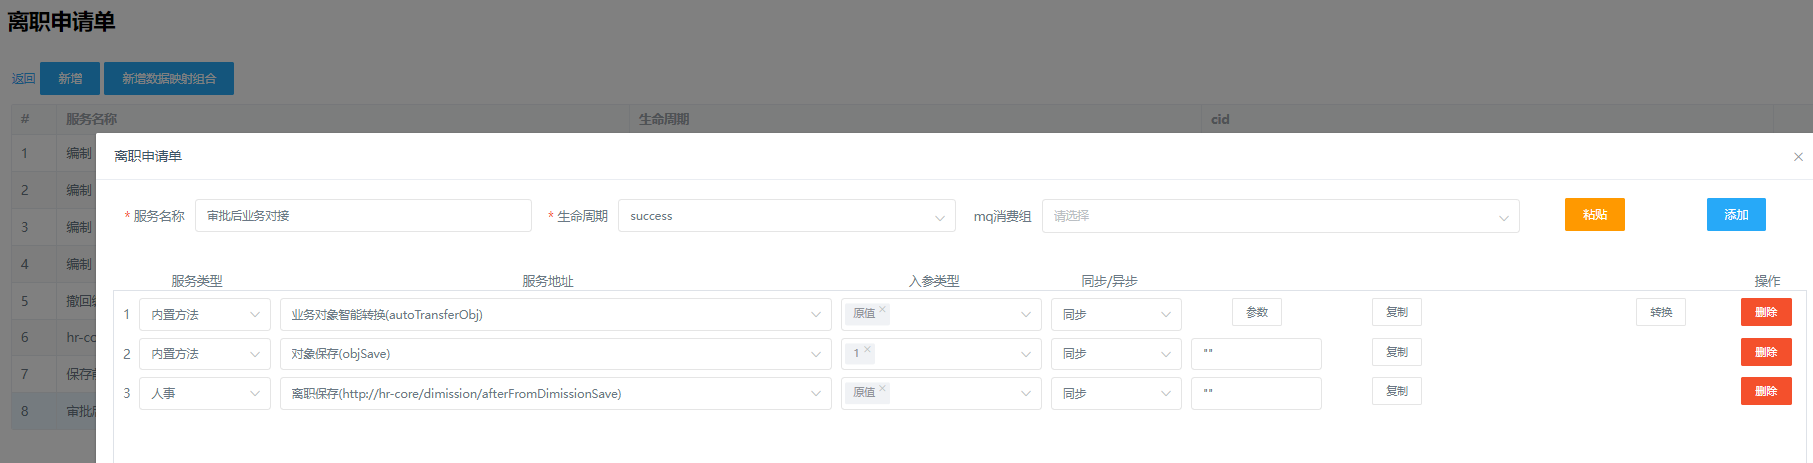 离职申请单
返回 新增 新增数据映射组合
# 服务名称 生命周期 cid
1 编制
2 编制
3 编制
4 编制
5 撤回
6 hr-co
7 保存
8 审批
离职申请单 ×
* 服务名称 审批后业务对接 * 生命周期 success mq消费组 请选择 粘贴 添加
服务类型 服务地址 入参类型 同步/异步 操作
1 内置方法 业务对象智能转换(autoTransferObj) 原值 × 同步 参数 复制 转换 删除
2 内置方法 对象保存(objSave) 1 × 同步 "" 复制 删除
3 人事 离职保存(http://hr-core/dimission/afterFromDimissionSave) 原值 × 同步 "" 复制 删除